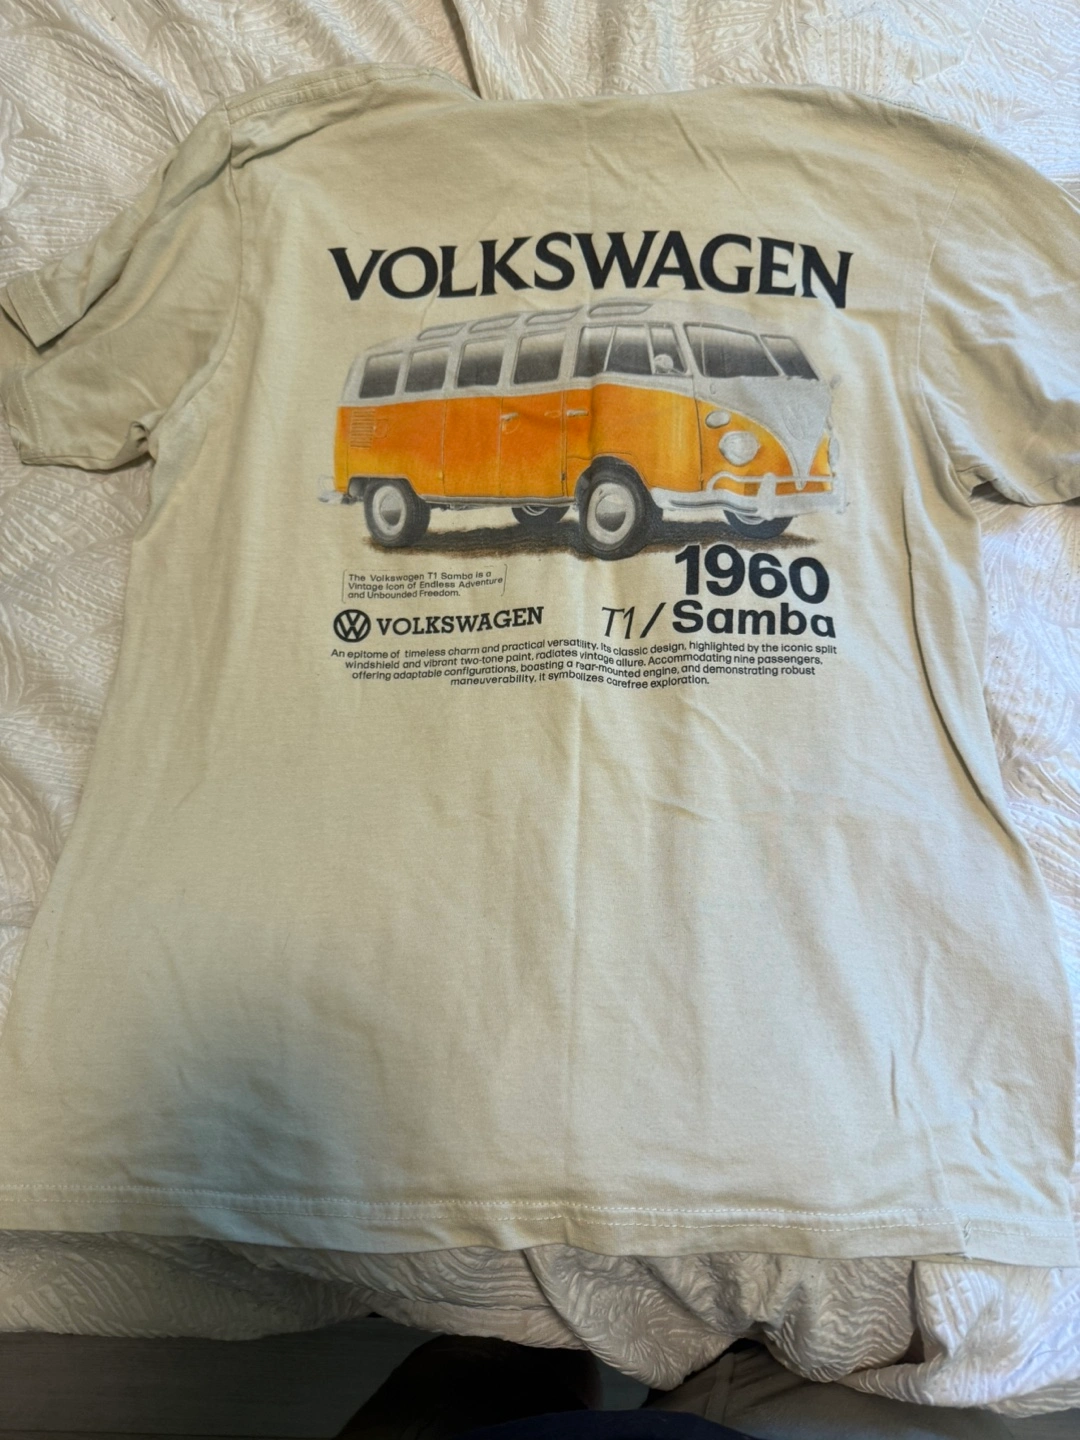 VOLKSWAGEN
1960
T1/Samba
The Volkswagen T1 Samba is a
Vintage Icon of Endless Adventure
and Unbounded Freedom.
VOLKSWAGEN
An epitome of timeless charm and practical versatility. Its classic design, highlighted by the iconic split
windshield and vibrant two-tone paint, radiates vintage allure. Accommodating nine passengers,
offering adaptable configurations, boasting a rear-mounted engine, and demonstrating robust
maneuverability, it symbolizes carefree exploration.